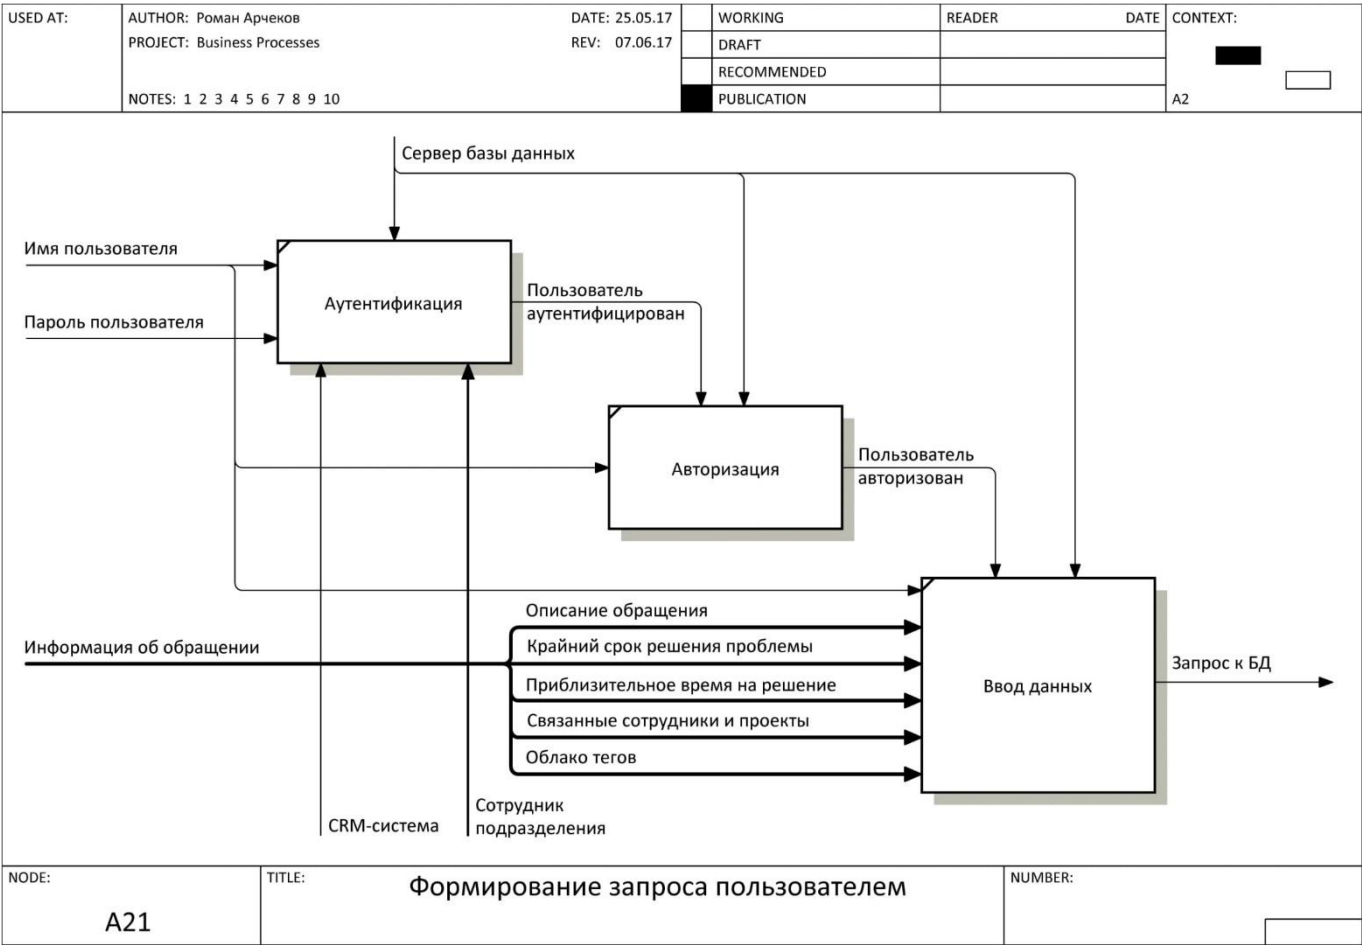 USED AT:
AUTHOR: Роман Арчеков
DATE: 25.05.17
PROJECT: Business Processes
REV: 07.06.17
NOTES: 1 2 3 4 5 6 7 8 9 10
WORKING
DRAFT
RECOMMENDED
PUBLICATION
READER
DATE
CONTEXT:
A2
Сервер базы данных
Имя пользователя
Пароль пользователя
Аутентификация
Пользователь
аутентифицирован
Авторизация
Пользователь
авторизован
Информация об обращении
Описание обращения
Крайний срок решения проблемы
Приблизительное время на решение
Связанные сотрудники и проекты
Облако тегов
Ввод данных
Запрос к БД
CRM-система
Сотрудник
подразделения
NODE:
A21
TITLE:
Формирование запроса пользователем
NUMBER: